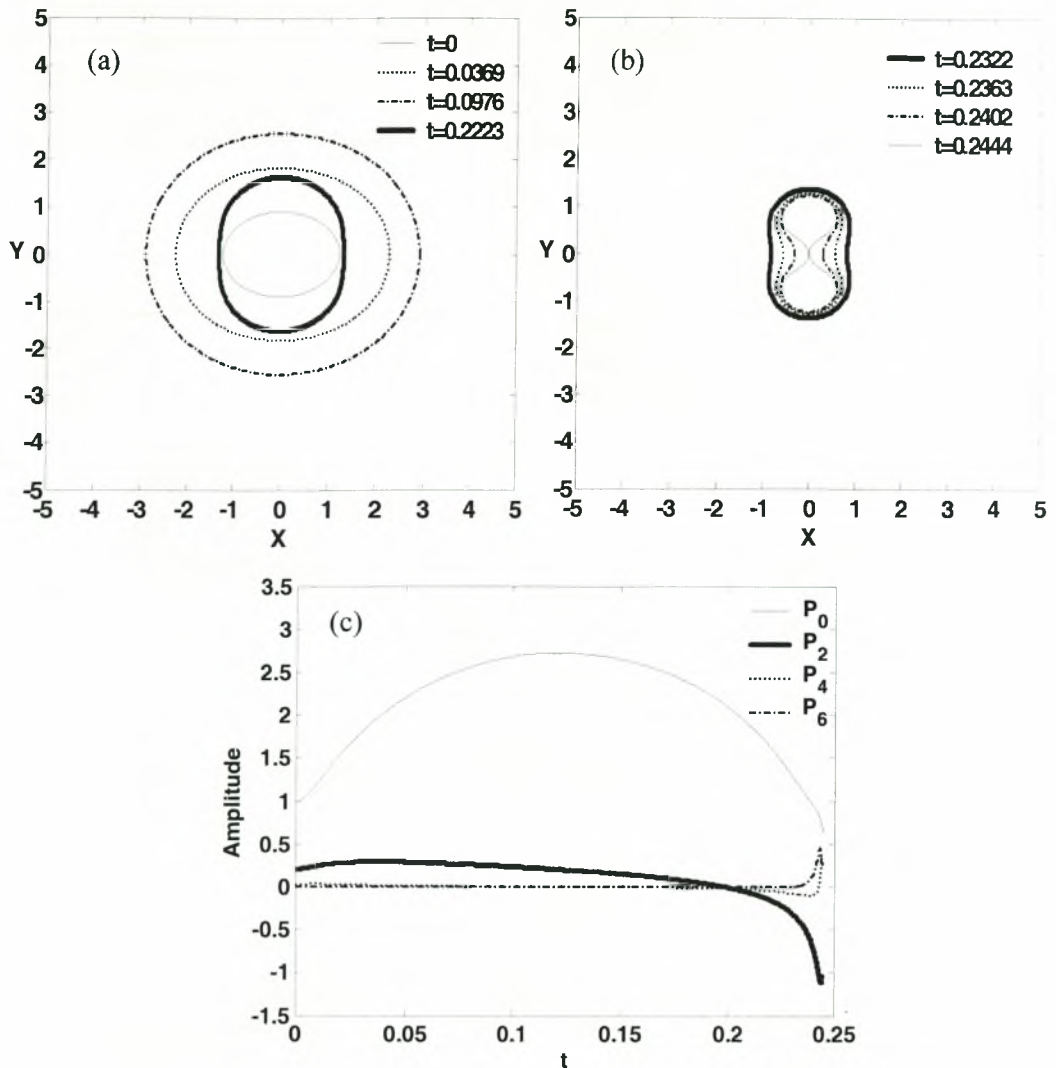 (a)
t=0
t=0.0369
t=0.0976
t=0.2223
5
4
3
2
1
Y 0
-1
-2
-3
-4
-5
-5 -4 -3 -2 -1 0 1 2 3 4 5
X
(b)
t=0.2322
t=0.2363
t=0.2402
t=0.2444
5
4
3
2
1
Y 0
-1
-2
-3
-4
-5
-5 -4 -3 -2 -1 0 1 2 3 4 5
X
(c)
P0
P2
P4
P6
3.5
3
2.5
2
1.5
1
0.5
0
-0.5
-1
-1.5
Amplitude
0 0.05 0.1 0.15 0.2 0.25
t